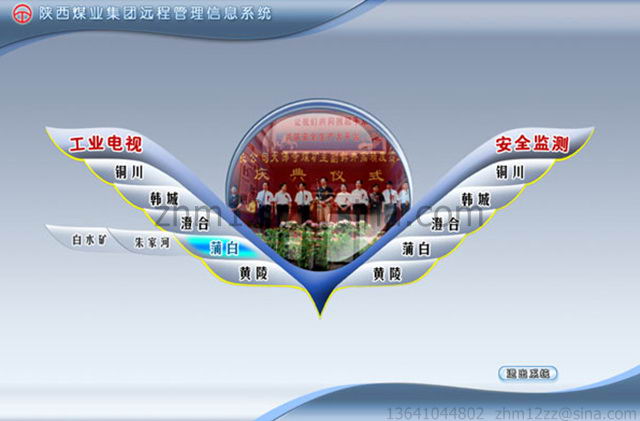 陕西煤业集团远程管理信息系统
工业电视
铜川
韩城
澄合
蒲白
黄陵
白水矿
朱家河
庆典仪式
安全监测
铜川
韩城
澄合
蒲白
黄陵
退出系统
13641044802 zhm12zz@sina.com